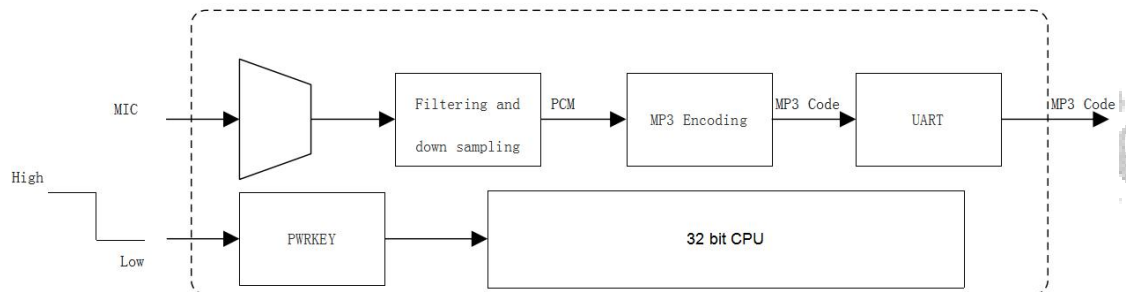 MIC
Filtering and
down sampling
PCM
MP3 Encoding
MP3 Code
UART
MP3 Code
High
Low
PWRKEY
32 bit CPU